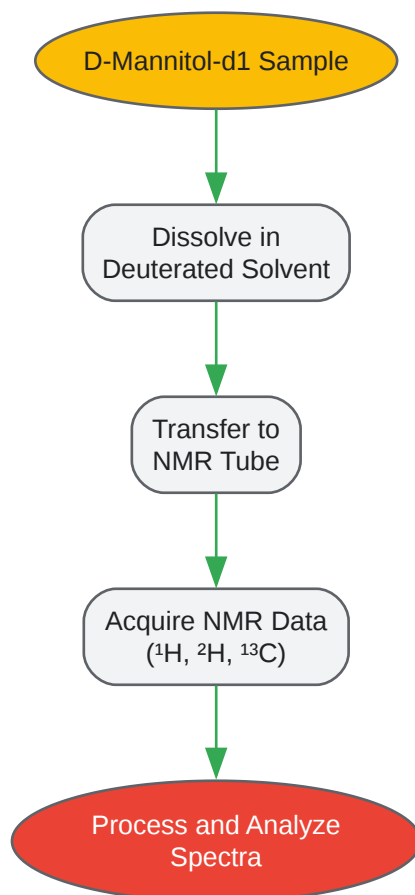 D-Mannitol-d1 Sample
Dissolve in
Deuterated Solvent
Transfer to
NMR Tube
Acquire NMR Data
(¹H, ²H, ¹³C)
Process and Analyze
Spectra